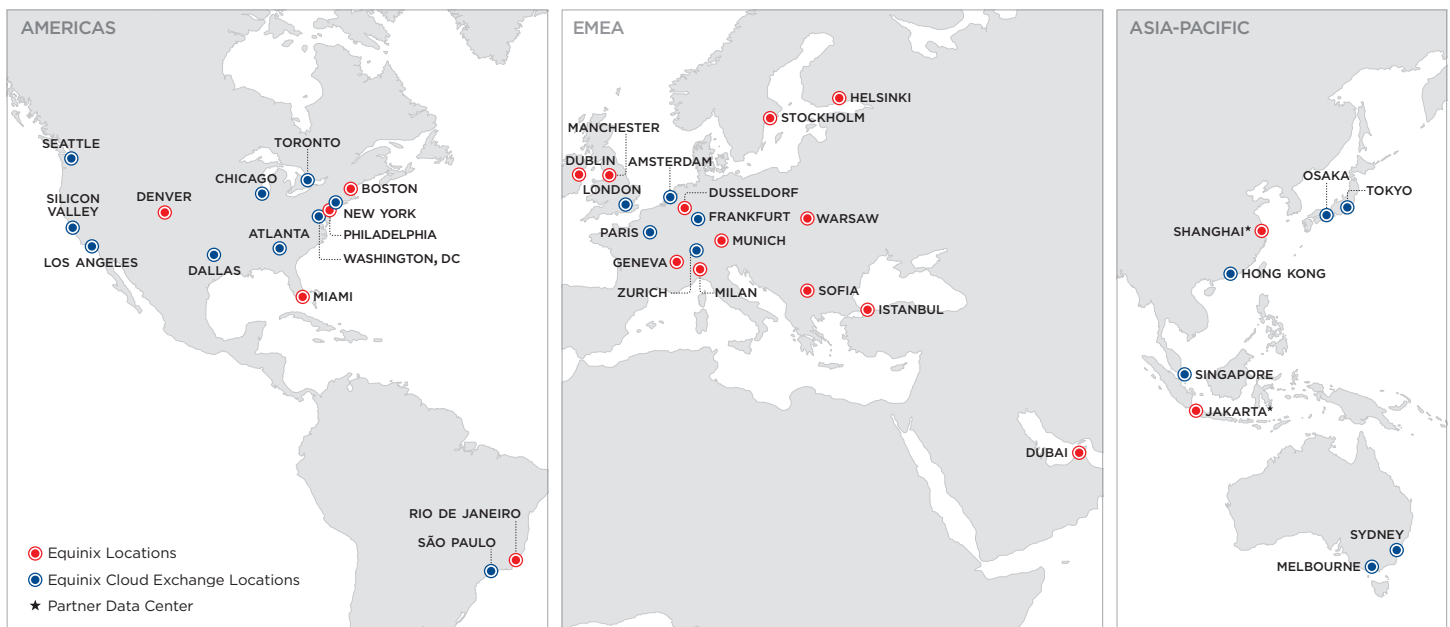 AMERICAS
SEATTLE
TORONTO
CHICAGO
BOSTON
SILICON
VALLEY
DENVER
NEW YORK
ATLANTA
PHILADELPHIA
LOS ANGELES
DALLAS
WASHINGTON, DC
MIAMI
RIO DE JANEIRO
SÃO PAULO
Equinix Locations
Equinix Cloud Exchange Locations
★ Partner Data Center
EMEA
HELSINKI
STOCKHOLM
MANCHESTER
DUBLIN
AMSTERDAM
LONDON
DUSSELDORF
FRANKFURT
WARSAW
PARIS
MUNICH
GENEVA
ZURICH
MILAN
SOFIA
ISTANBUL
DUBAI
ASIA-PACIFIC
OSAKA
TOKYO
SHANGHAI★
HONG KONG
SINGAPORE
JAKARTA★
SYDNEY
MELBOURNE